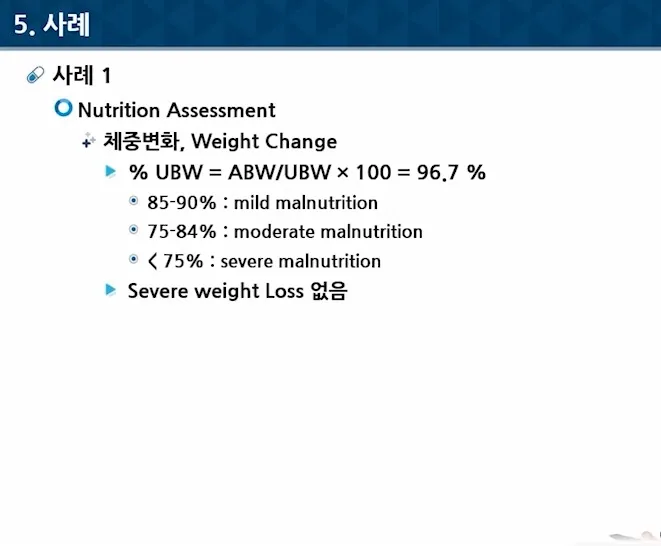 5. 사례
사례 1
Nutrition Assessment
체중변화, Weight Change
% UBW = ABW/UBW × 100 = 96.7 %
85-90% : mild malnutrition
75-84% : moderate malnutrition
< 75% : severe malnutrition
Severe weight Loss 없음